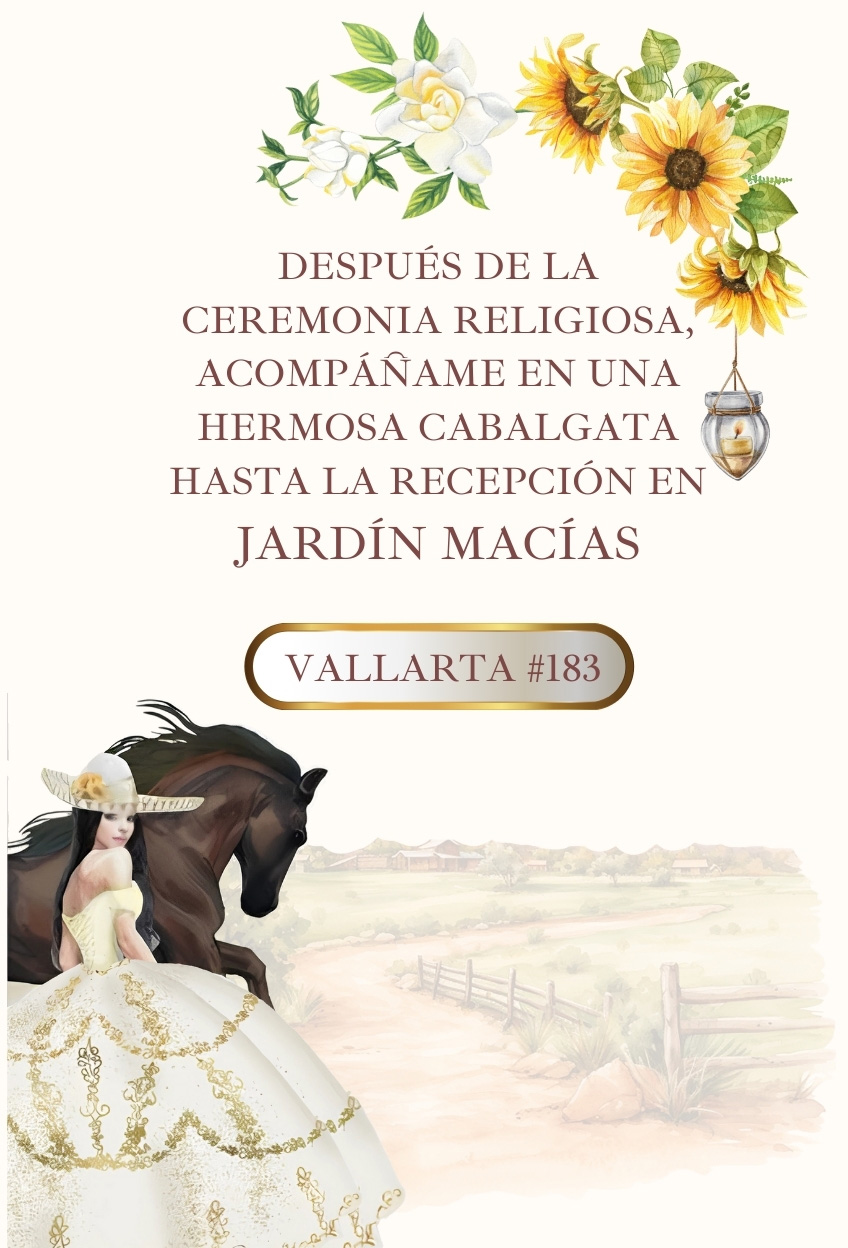 DESPUÉS DE LA
CEREMONIA RELIGIOSA,
ACOMPÁÑAME EN UNA
HERMOSA CABALGATA
HASTA LA RECEPCIÓN EN
JARDÍN MACÍAS
VALLARTA #183